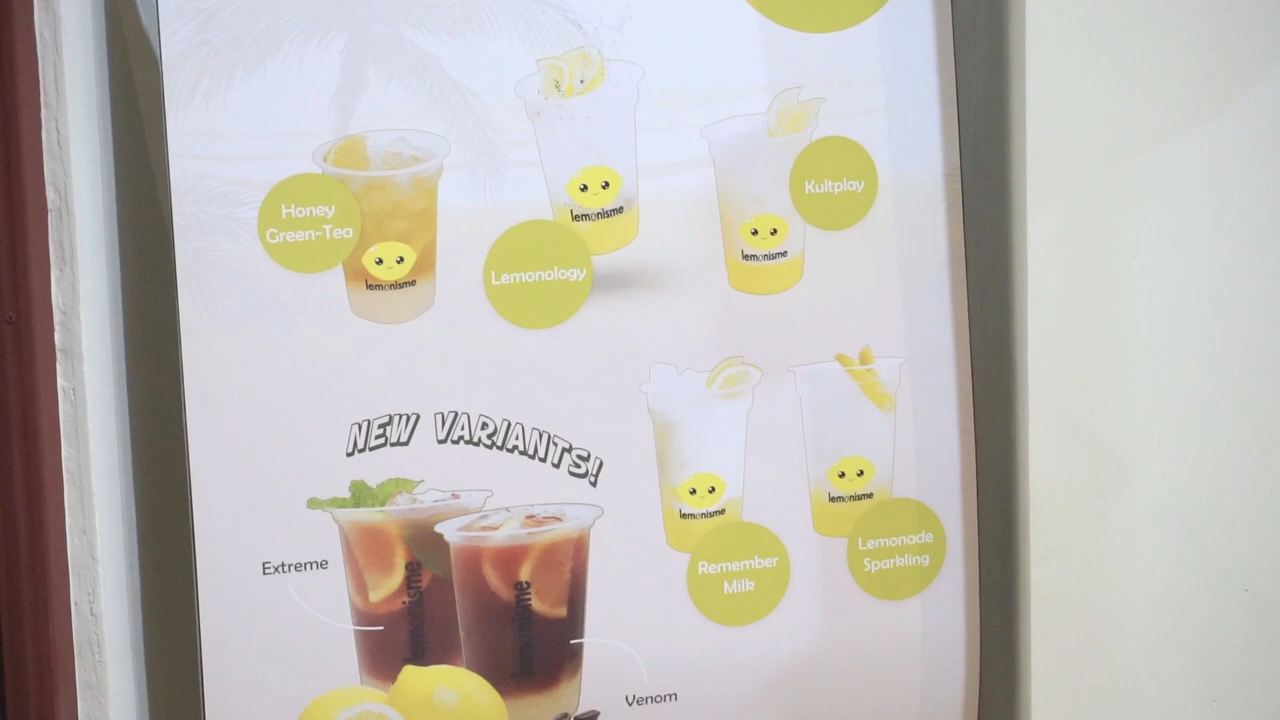 Honey
Green-Tea
lemonisme
Lemonology
lemonisme
Kultplay
lemonisme
NEW VARIANTS!
Extreme
lemonisme
lemonisme
Venom
lemonisme
Remember
Milk
lemonisme
Lemonade
Sparkling